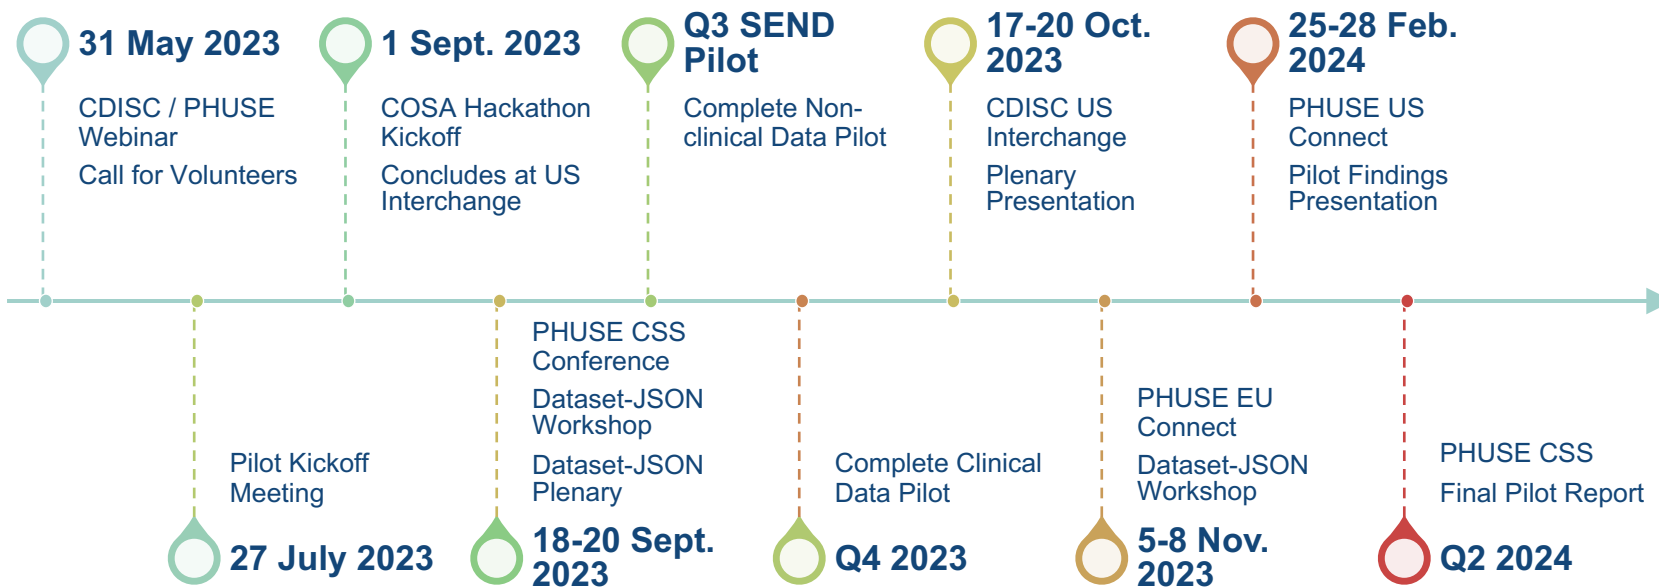 31 May 2023
CDISC / PHUSE
Webinar
Call for Volunteers
1 Sept. 2023
COSA Hackathon
Kickoff
Concludes at US
Interchange
Q3 SEND
Pilot
Complete Non-
clinical Data Pilot
17-20 Oct.
2023
CDISC US
Interchange
Plenary
Presentation
25-28 Feb.
2024
PHUSE US
Connect
Pilot Findings
Presentation
Pilot Kickoff
Meeting
27 July 2023
PHUSE CSS
Conference
Dataset-JSON
Workshop
Dataset-JSON
Plenary
18-20 Sept.
2023
Complete Clinical
Data Pilot
Q4 2023
PHUSE EU
Connect
Dataset-JSON
Workshop
5-8 Nov.
2023
PHUSE CSS
Final Pilot Report
Q2 2024